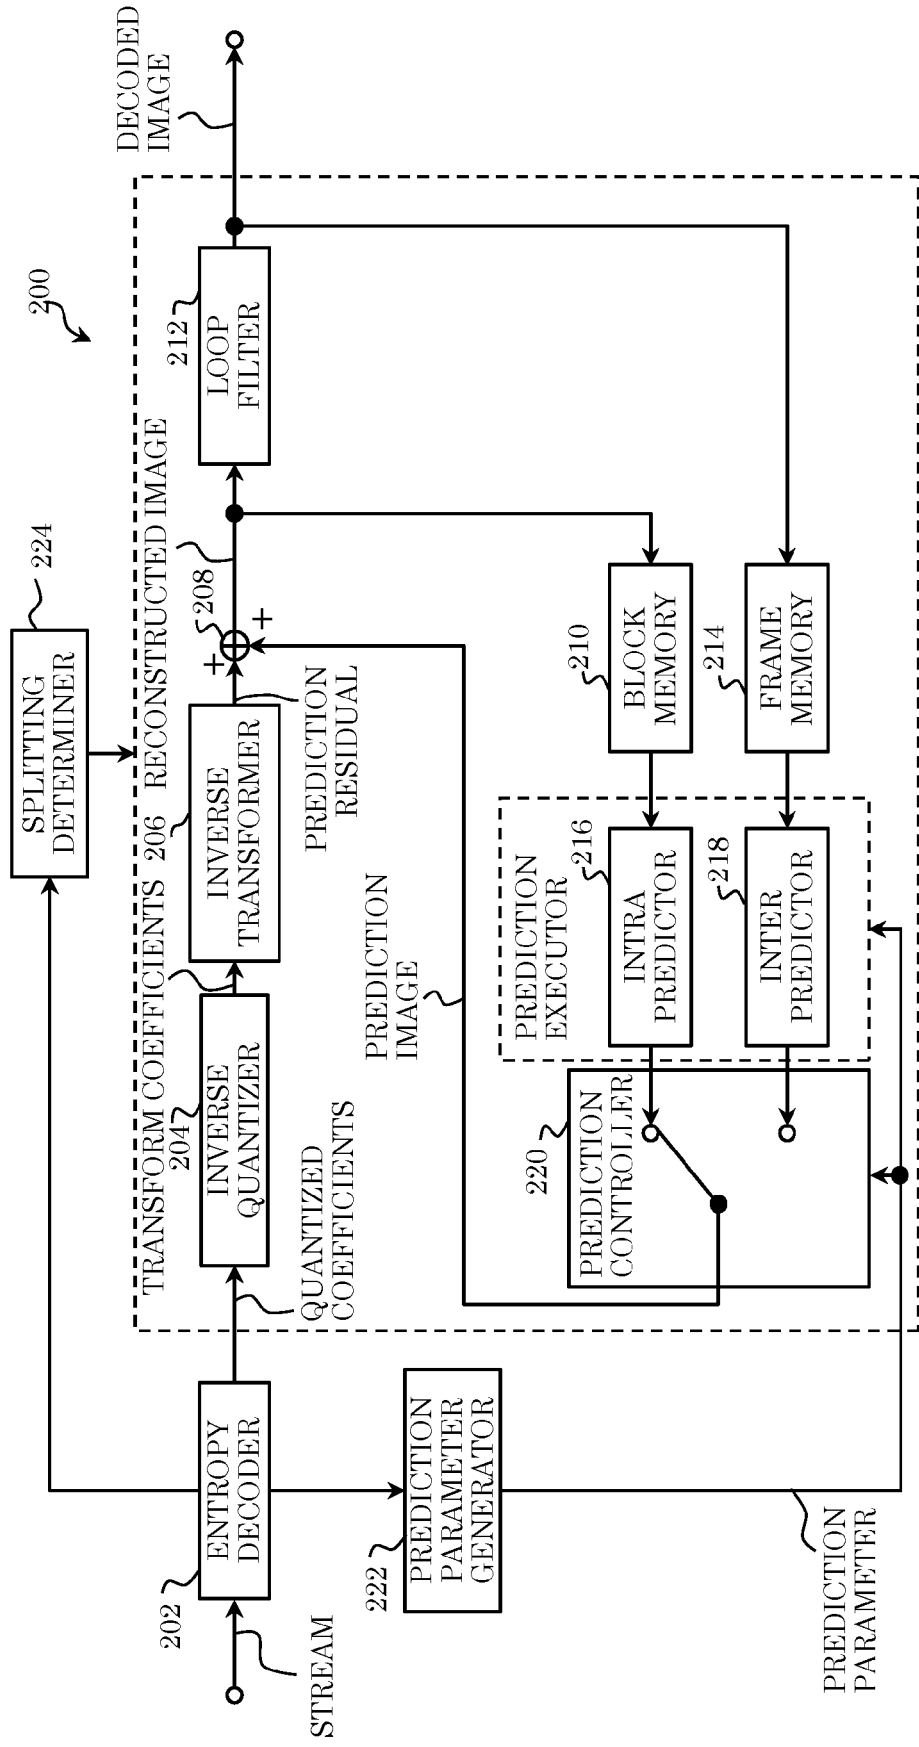 200
SPLITTING
DETERMINER
224
TRANSFORM COEFFICIENTS
206
RECONSTRUCTED IMAGE
DECODED
IMAGE
STREAM
202
ENTROPY
DECODER
QUANTIZED
COEFFICIENTS
204
INVERSE
QUANTIZER
INVERSE
TRANSFORMER
PREDICTION
RESIDUAL
+
208
+
212
LOOP
FILTER
222
PREDICTION
PARAMETER
GENERATOR
PREDICTION
IMAGE
220
PREDICTION
CONTROLLER
PREDICTION
EXECUTOR
216
INTRA
PREDICTOR
210
BLOCK
MEMORY
218
INTER
PREDICTOR
214
FRAME
MEMORY
PREDICTION
PARAMETER